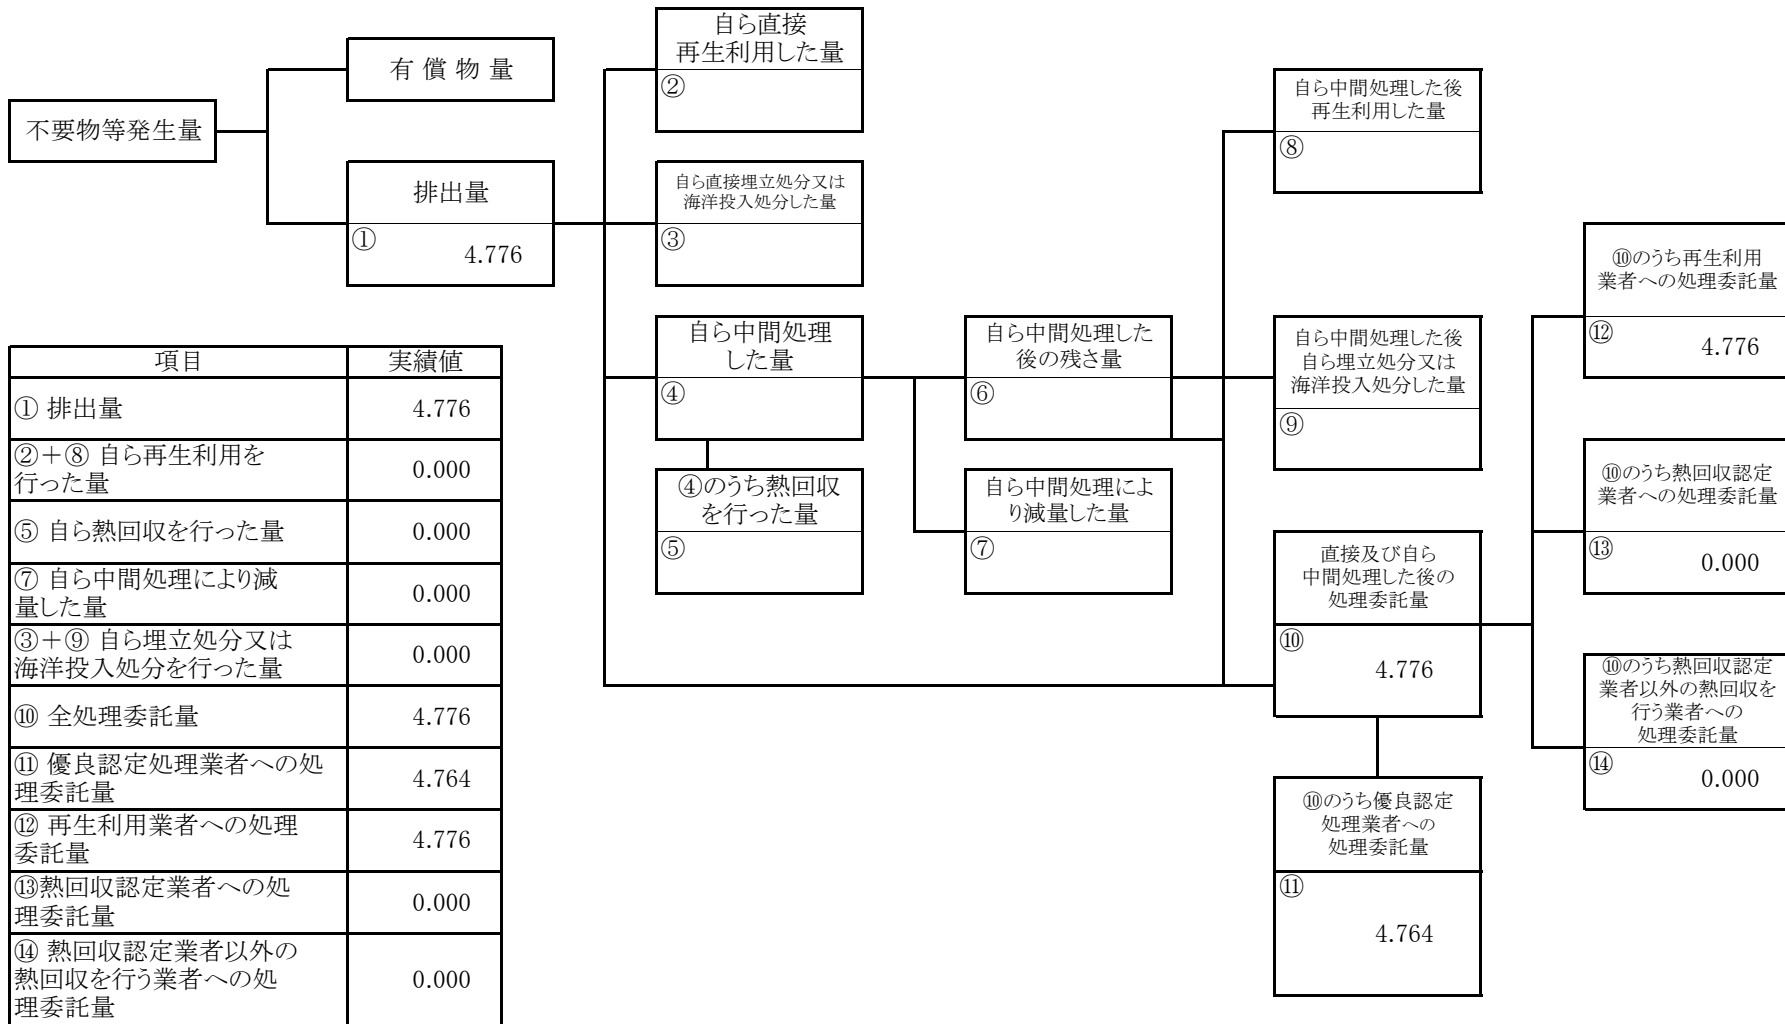 不要物等発生量
有 償 物 量
排出量
①
4.776
自ら直接
再生利用した量
②
自ら直接埋立処分又は
海洋投入処分した量
③
自ら中間処理
した量
④
④のうち熱回収
を行った量
⑤
自ら中間処理した
後の残さ量
⑥
自ら中間処理によ
り減量した量
⑦
自ら中間処理した後
再生利用した量
⑧
自ら中間処理した後
自ら埋立処分又は
海洋投入処分した量
⑨
直接及び自ら
中間処理した後の
処理委託量
⑩
4.776
⑩のうち優良認定
処理業者への
処理委託量
⑪
4.764
⑩のうち再生利用
業者への処理委託量
⑫
4.776
⑩のうち熱回収認定
業者への処理委託量
⑬
0.000
⑩のうち熱回収認定
業者以外の熱回収を
行う業者への
処理委託量
⑭
0.000
項目 実績値
① 排出量 4.776
②＋⑧ 自ら再生利用を
行った量 0.000
⑤ 自ら熱回収を行った量 0.000
⑦ 自ら中間処理により減
量した量 0.000
③＋⑨ 自ら埋立処分又は
海洋投入処分を行った量 0.000
⑩ 全処理委託量 4.776
⑪ 優良認定処理業者への処
理委託量 4.764
⑫ 再生利用業者への処理
委託量 4.776
⑬熱回収認定業者への処
理委託量 0.000
⑭ 熱回収認定業者以外の
熱回収を行う業者への処
理委託量 0.000